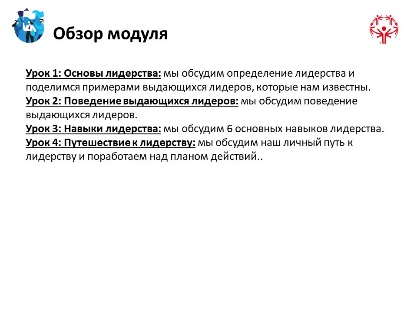 Обзор модуля
Урок 1: Основы лидерства: мы обсудим определение лидерства и
поделимся примерами выдающихся лидеров, которые нам известны.
Урок 2: Поведение выдающихся лидеров: мы обсудим поведение
выдающихся лидеров.
Урок 3: Навыки лидерства: мы обсудим 6 основных навыков лидерства.
Урок 4: Путешествие к лидерству: мы обсудим наш личный путь к
лидерству и поработаем над планом действий..